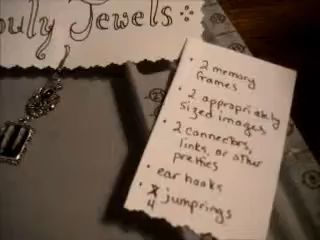 ouly Jewels
• 2 memory
frames
• 2 appropriately
sized images
• 2 connectors,
links, or other
pretties
• ear hooks
• 4 jumprings